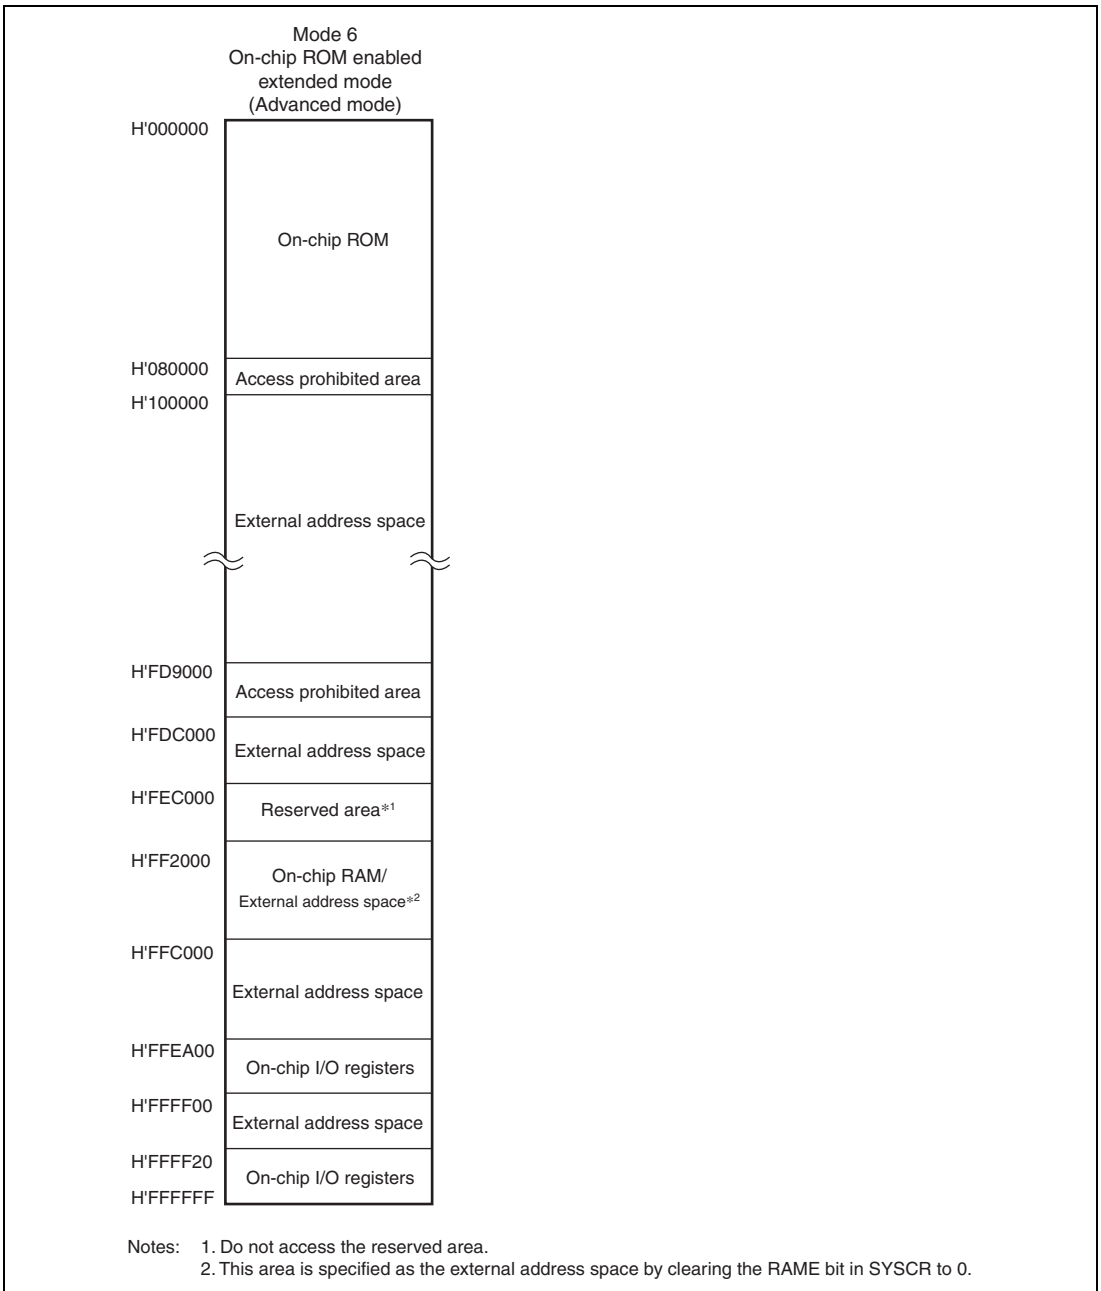 Mode 6
On-chip ROM enabled
extended mode
(Advanced mode)
H'000000
On-chip ROM
H'080000
Access prohibited area
H'100000
External address space
H'FD9000
Access prohibited area
H'FDC000
External address space
H'FEC000
Reserved area*1
H'FF2000
On-chip RAM/
External address space*2
H'FFC000
External address space
H'FFEA00
On-chip I/O registers
H'FFFF00
External address space
H'FFFF20
On-chip I/O registers
H'FFFFFF
Notes: 1. Do not access the reserved area.
2. This area is specified as the external address space by clearing the RAME bit in SYSCR to 0.